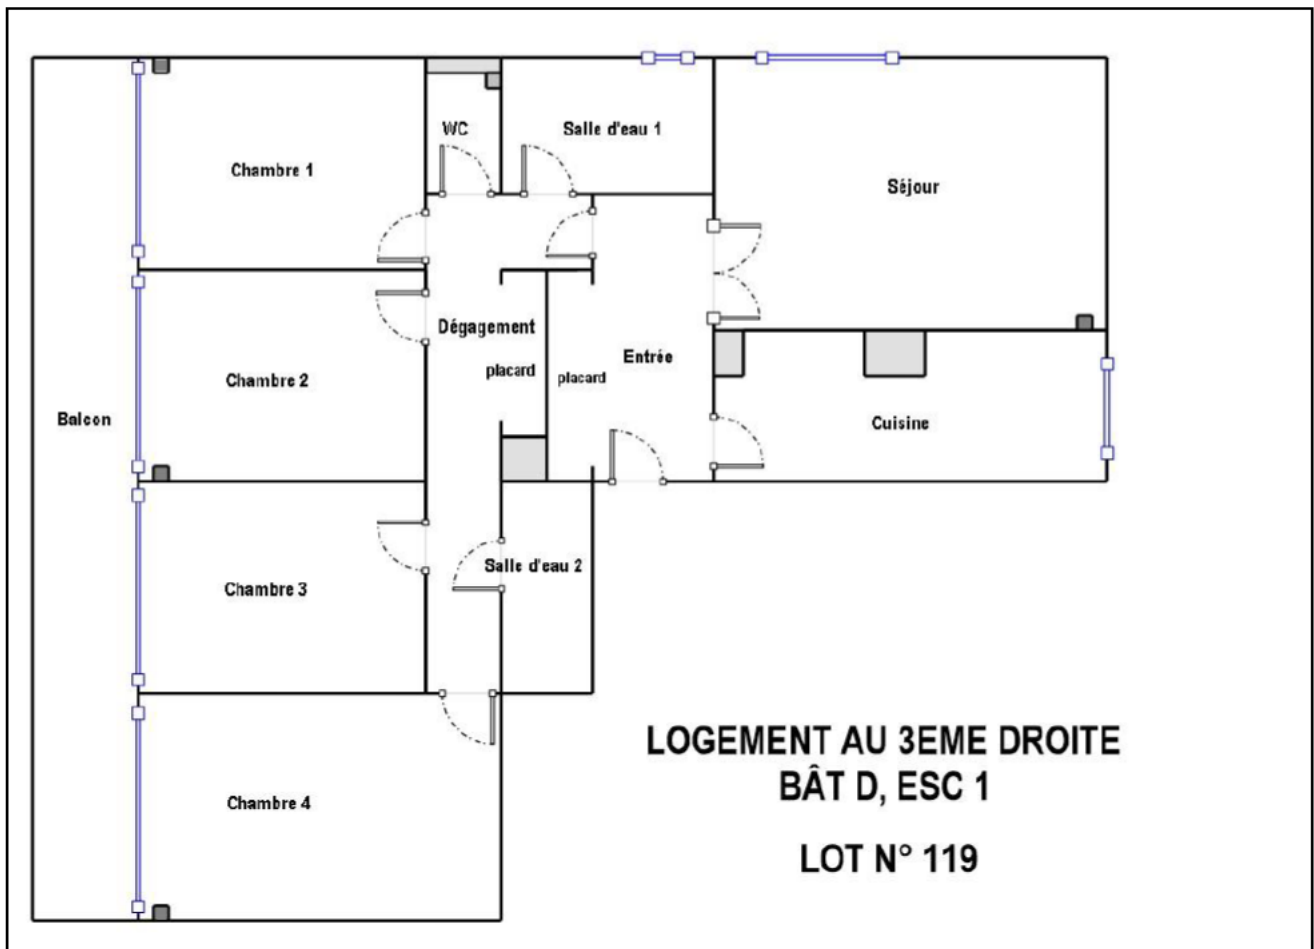 WC
Salle d'eau 1
Chambre 1
Séjour
Dégagement
Entrée
placard
placard
Chambre 2
Balcon
Cuisine
Salle d'eau 2
Chambre 3
LOGEMENT AU 3EME DROITE
BÂT D, ESC 1
Chambre 4
LOT N° 119